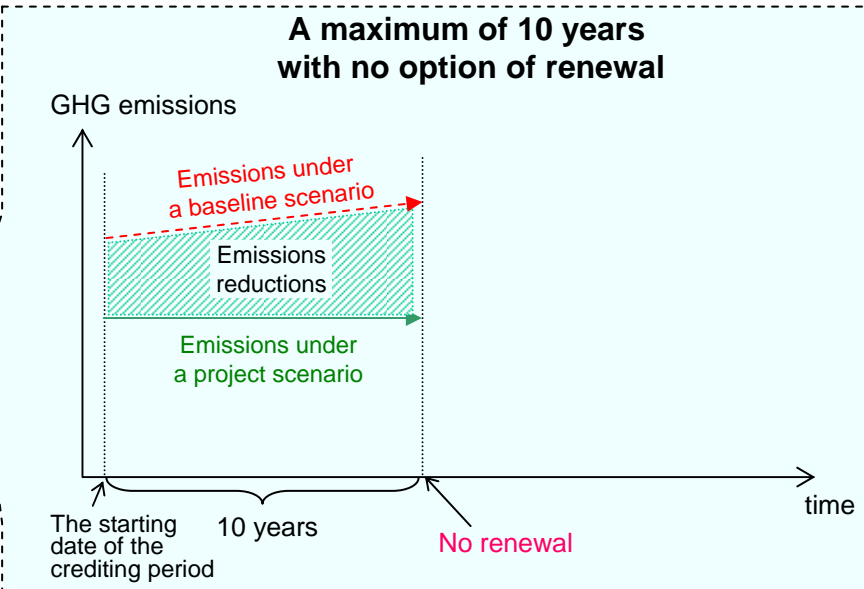 A maximum of 10 years
with no option of renewal
GHG emissions
Emissions under
a baseline scenario
Emissions
reductions
Emissions under
a project scenario
time
The starting
date of the
crediting period
10 years
No renewal